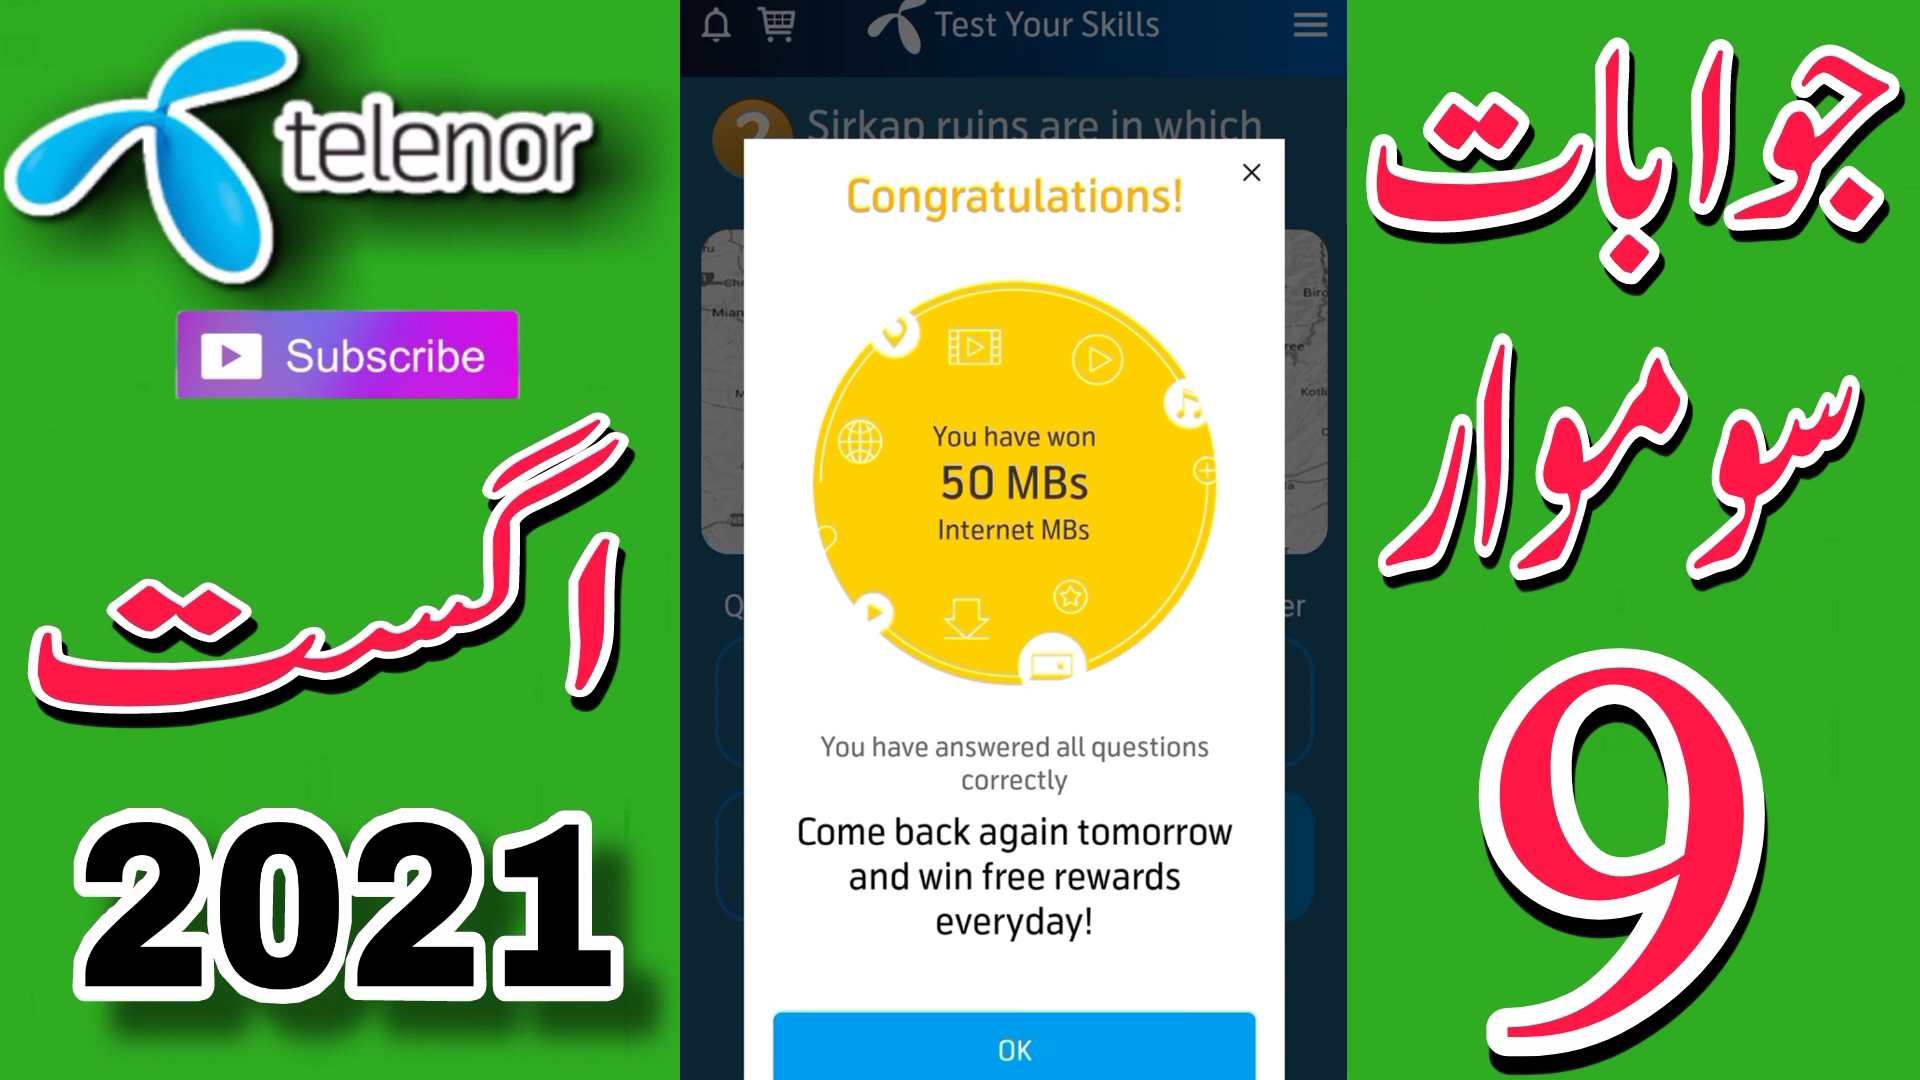 telenor
Subscribe
اگست
2021
Test Your Skills
Sirkap ruins are in which
Congratulations!
You have won
50 MBs
Internet MBs
You have answered all questions
correctly
Come back again tomorrow
and win free rewards
everyday!
OK
جوابات
سوموار
9